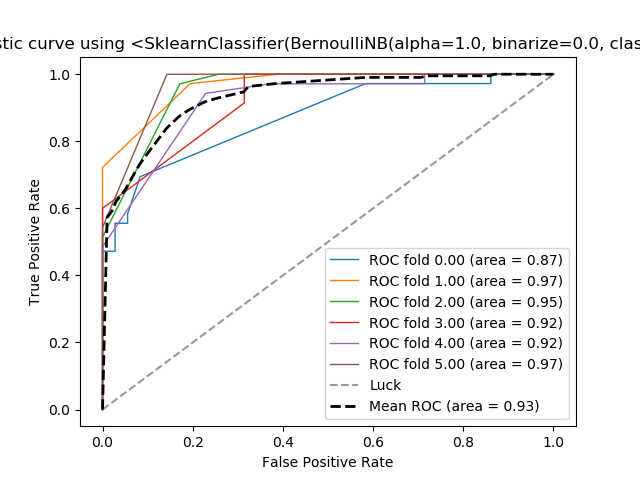 stic curve using <SklearnClassifier(BernoulliNB(alpha=1.0, binarize=0.0, clas
1.0
0.8
0.6
0.4
0.2
0.0
True Positive Rate
ROC fold 0.00 (area = 0.87)
ROC fold 1.00 (area = 0.97)
ROC fold 2.00 (area = 0.95)
ROC fold 3.00 (area = 0.92)
ROC fold 4.00 (area = 0.92)
ROC fold 5.00 (area = 0.97)
Luck
Mean ROC (area = 0.93)
0.0 0.2 0.4 0.6 0.8 1.0
False Positive Rate